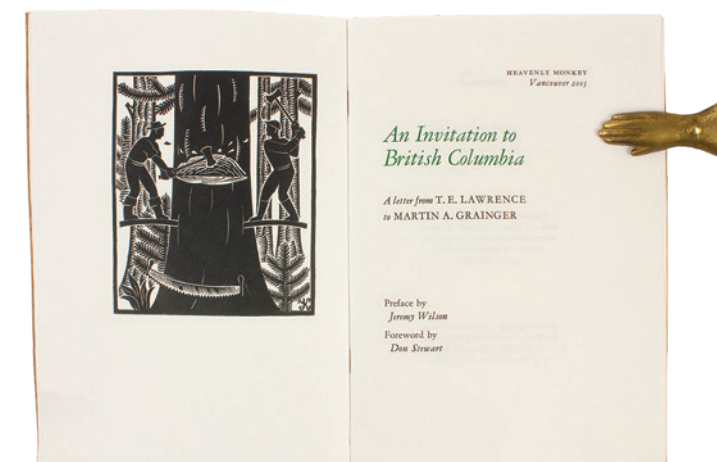 HEAVENLY MONKEY
Vancouver 2015
An Invitation to
British Columbia
A letter from T. E. LAWRENCE
to MARTIN A. GRAINGER
Preface by
Jeremy Wilson
Foreword by
Don Stewart